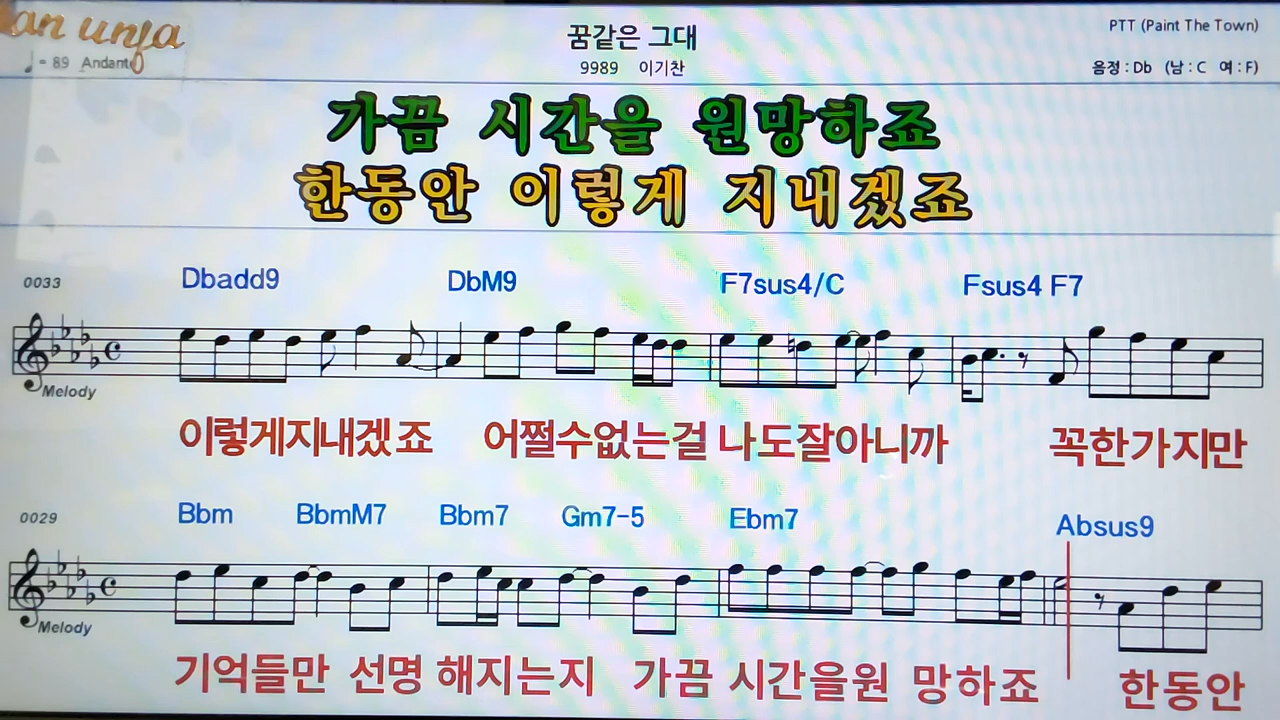 an unja
꿈같은 그대
PTT (Paint The Town)
♩= 89 Andante
9989 이기찬
음정 : Db (남 : C 여 : F)
가끔 시간을 원망하죠
한동안 이렇게 지내겠죠
0033 Dbadd9 DbM9 F7sus4/C Fsus4 F7
Melody
이렇게지내겠죠 어쩔수없는걸 나도잘아니까 꼭한가지만
0029 Bbm BbmM7 Bbm7 Gm7-5 Ebm7 Absus9
Melody
기억들만 선명 해지는지 가끔 시간을원 망하죠 한동안